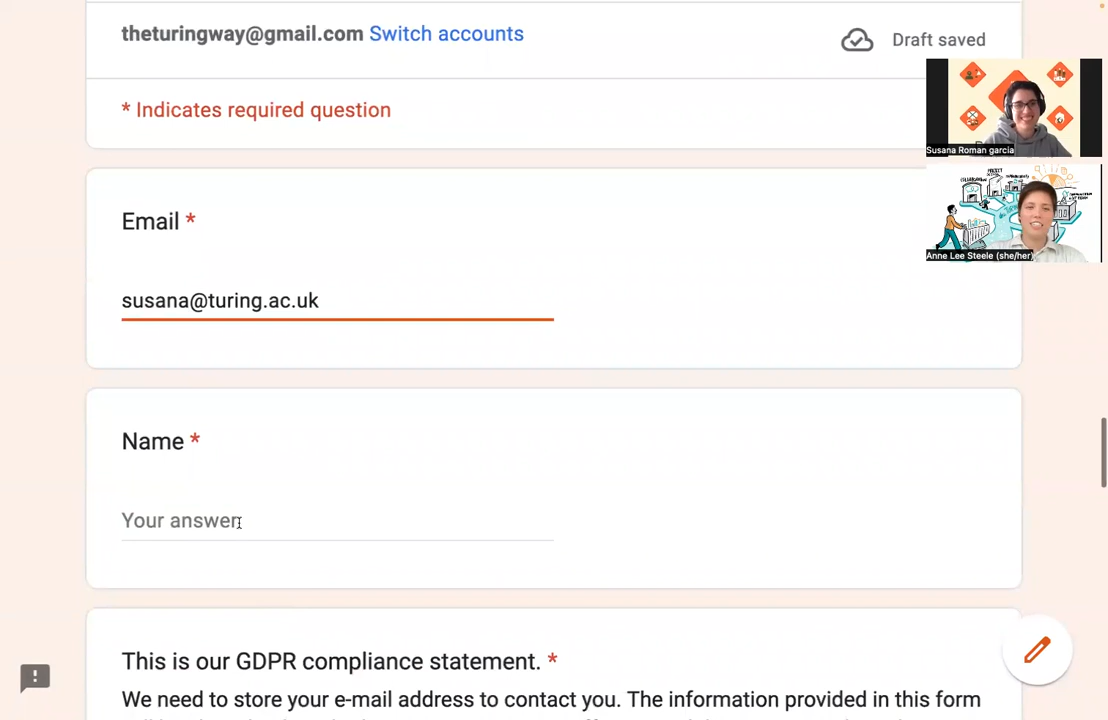 theturingway@gmail.com Switch accounts
Draft saved
* Indicates required question
Susana Roman garcia
Email *
Anne Lee Steele (she/her)
susana@turing.ac.uk
Name *
Your answer
This is our GDPR compliance statement. *
We need to store your e-mail address to contact you. The information provided in this form